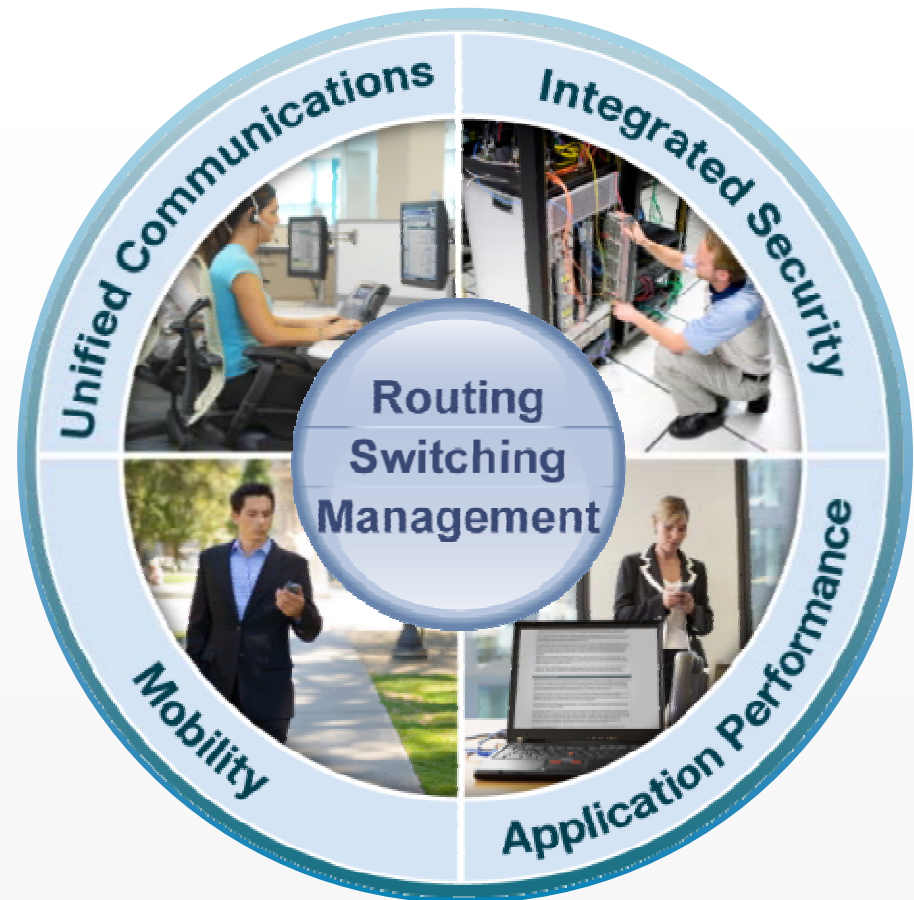 Unified Communications
Integrated Security
Routing
Switching
Management
Mobility
Application Performance